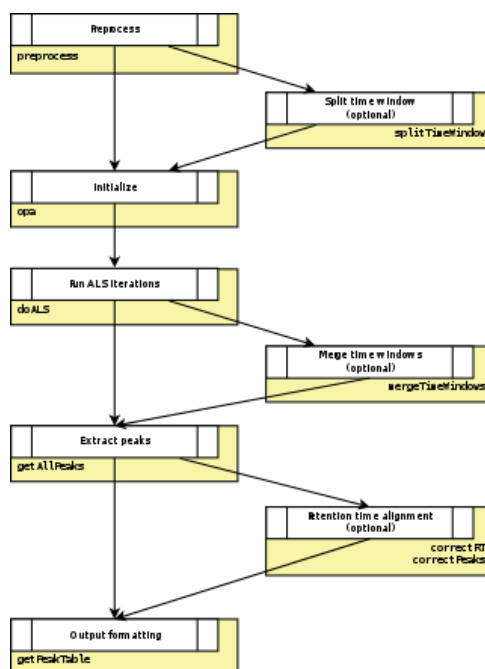 Preprocess
preprocess
Split time window
(optional)
splitTimeWindow
Initialize
opa
Run ALS iterations
doALS
Merge time windows
(optional)
mergeTimeWindows
Extract peaks
getAllPeaks
Retention time alignment
(optional)
correctRT
correctPeaks
Output formatting
getPeakTable